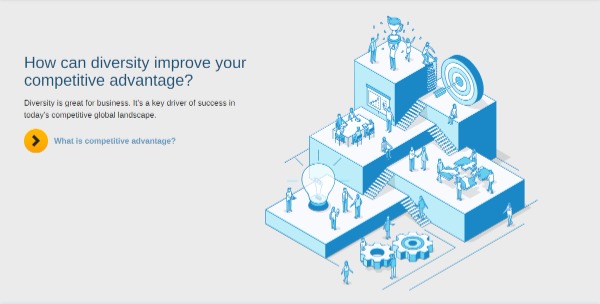 How can diversity improve your
competitive advantage?
Diversity is great for business. It's a key driver of success in
today's competitive global landscape.
What is competitive advantage?